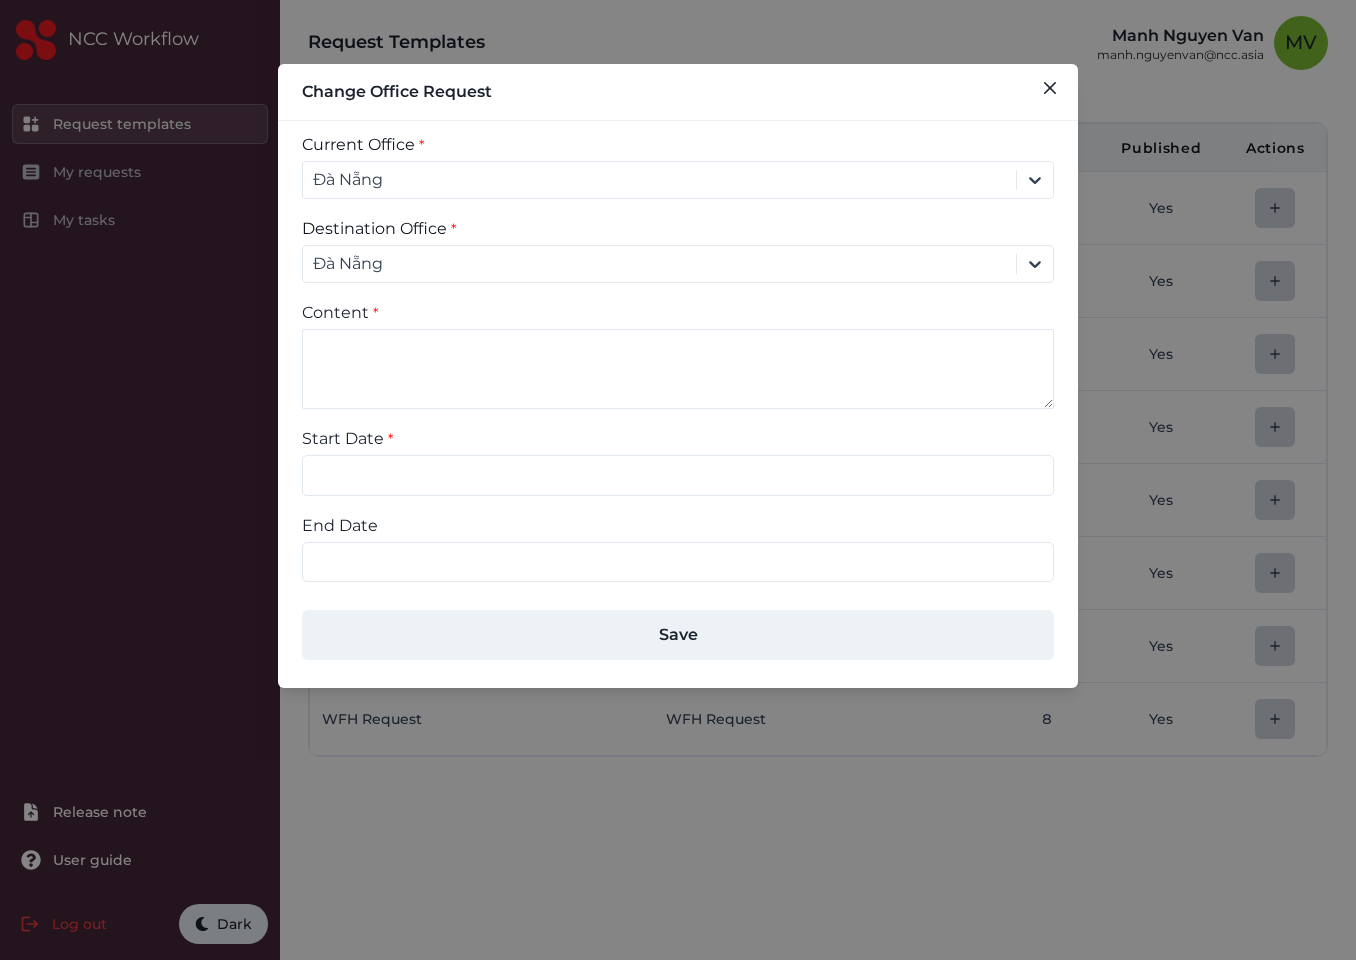 NCC Workflow
Request templates
My requests
My tasks
Release note
User guide
Log out
Dark
Request Templates
Manh Nguyen Van
manh.nguyenvan@ncc.asia
MV
Change Office Request
Current Office *
Đà Nẵng
Destination Office *
Đà Nẵng
Content *
Start Date *
End Date
Save
Published Actions
Yes
Yes
Yes
Yes
Yes
Yes
Yes
WFH Request WFH Request 8 Yes